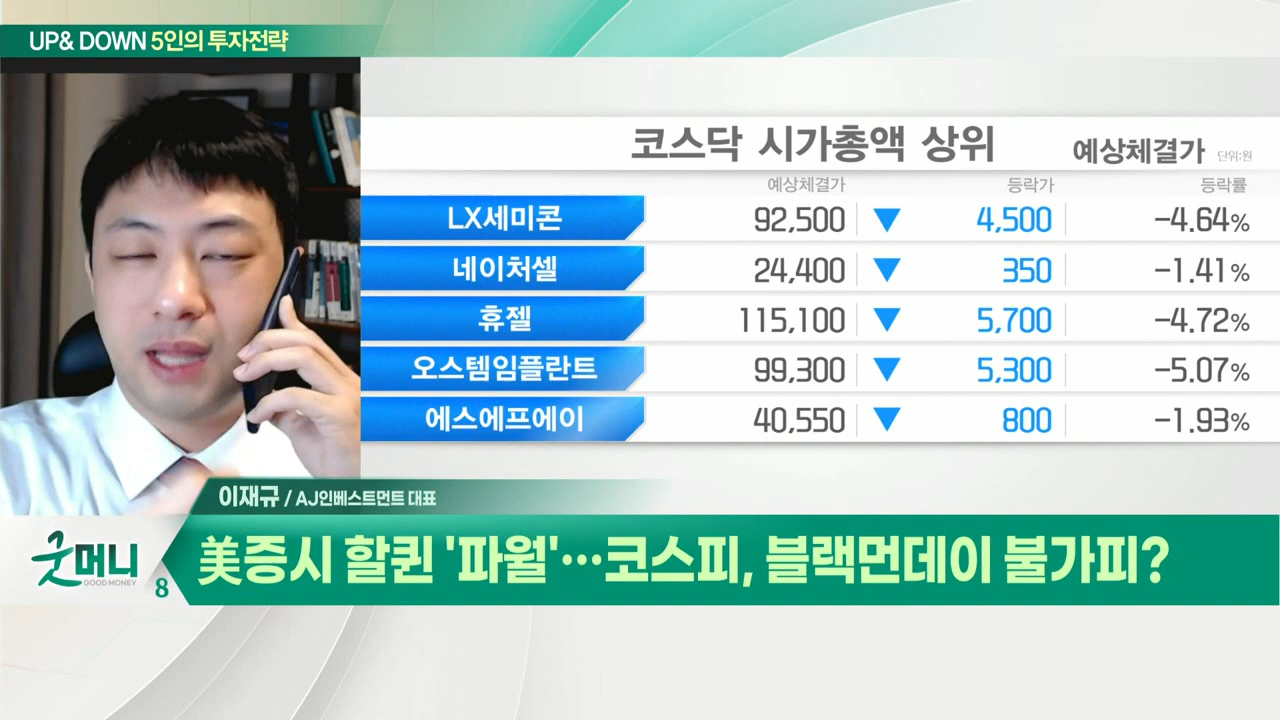 UP& DOWN 5인의 투자전략
코스닥 시가총액 상위 예상체결가 단위:원
예상체결가 등락가 등락률
LX세미콘 92,500 ▼ 4,500 -4.64%
네이처셀 24,400 ▼ 350 -1.41%
휴젤 115,100 ▼ 5,700 -4.72%
오스템임플란트 99,300 ▼ 5,300 -5.07%
에스에프에이 40,550 ▼ 800 -1.93%
이재규 / AJ인베스트먼트 대표
굿머니
GOOD MONEY
8
美증시 할퀸 '파월'…코스피, 블랙먼데이 불가피?